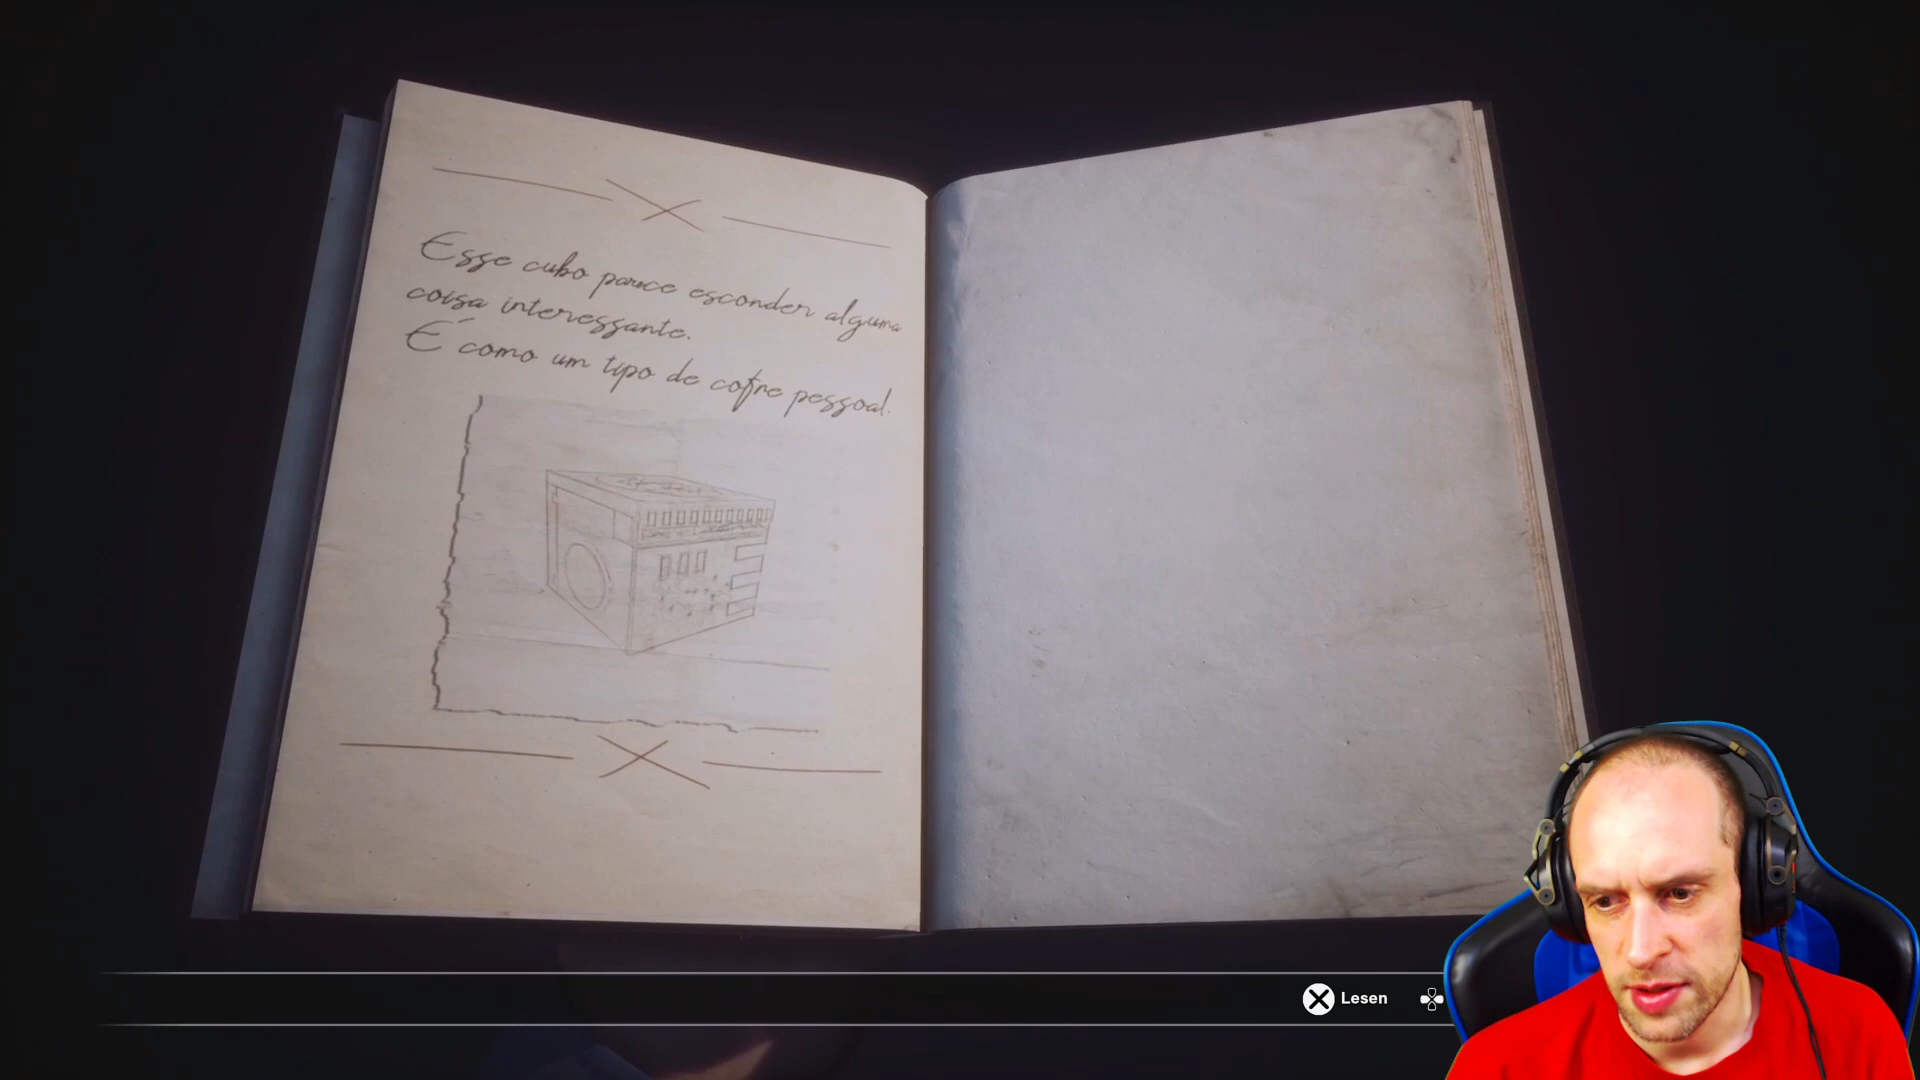 Esse cubo parece esconder alguma
coisa interessante.
É como um tipo de cofre pessoal.
Lesen